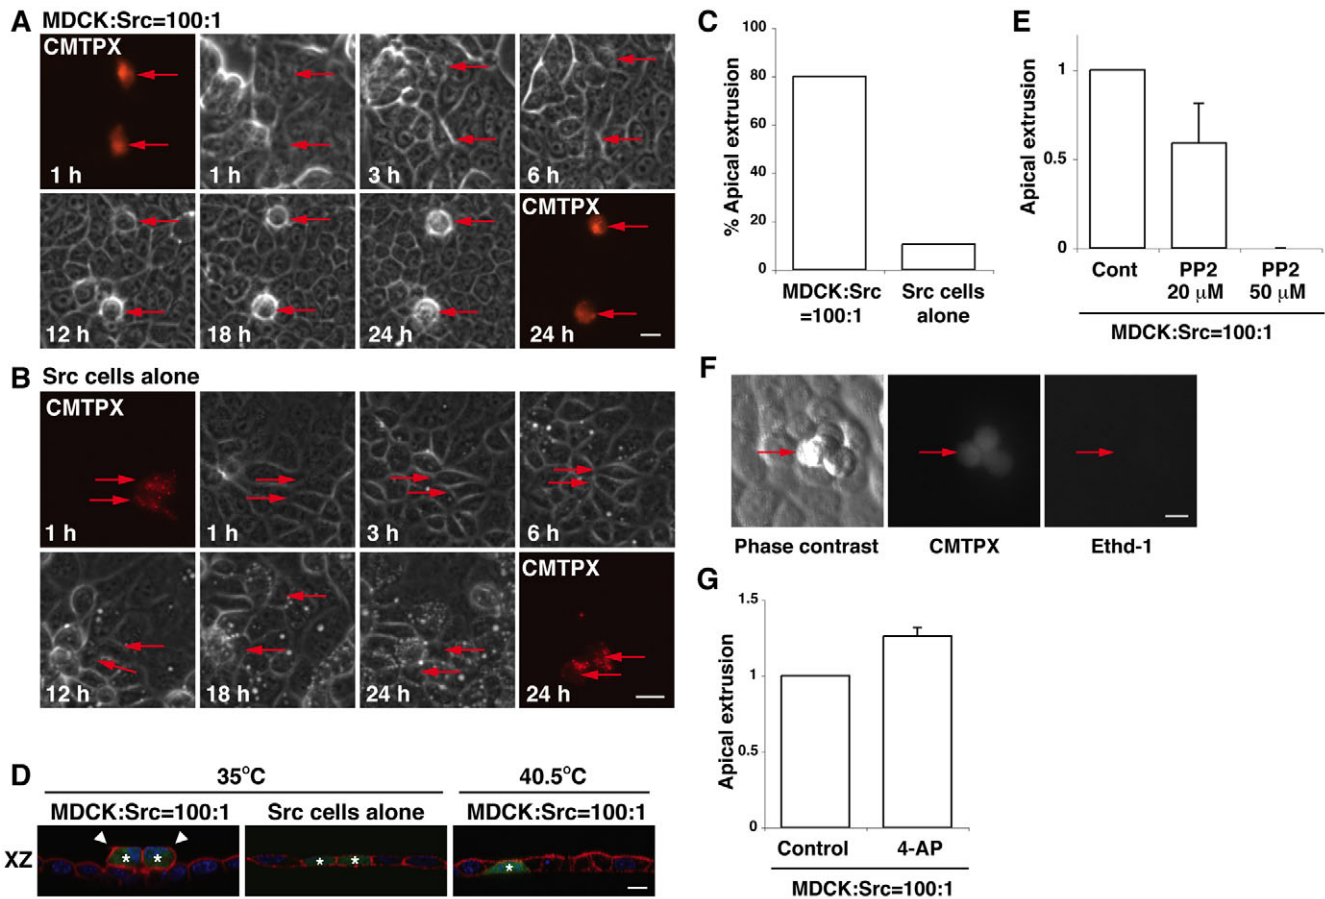 A MDCK:Src=100:1
CMTPX
1 h
1 h
3 h
6 h
12 h
18 h
24 h
CMTPX
24 h
B Src cells alone
CMTPX
1 h
1 h
3 h
6 h
12 h
18 h
24 h
CMTPX
24 h
C
% Apical extrusion
100
80
60
40
20
0
MDCK:Src
=100:1
Src cells
alone
D
35°C
40.5°C
MDCK:Src=100:1
Src cells alone
MDCK:Src=100:1
XZ
* *
* *
*
E
Apical extrusion
1
0.5
0
Cont
PP2
20 µM
PP2
50 µM
MDCK:Src=100:1
F
Phase contrast
CMTPX
Ethd-1
G
Apical extrusion
1.5
1
0.5
0
Control
4-AP
MDCK:Src=100:1